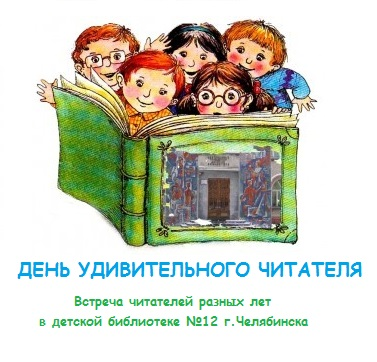 ДЕНЬ УДИВИТЕЛЬНОГО ЧИТАТЕЛЯ
Встреча читателей разных лет
в детской библиотеке №12 г.Челябинска